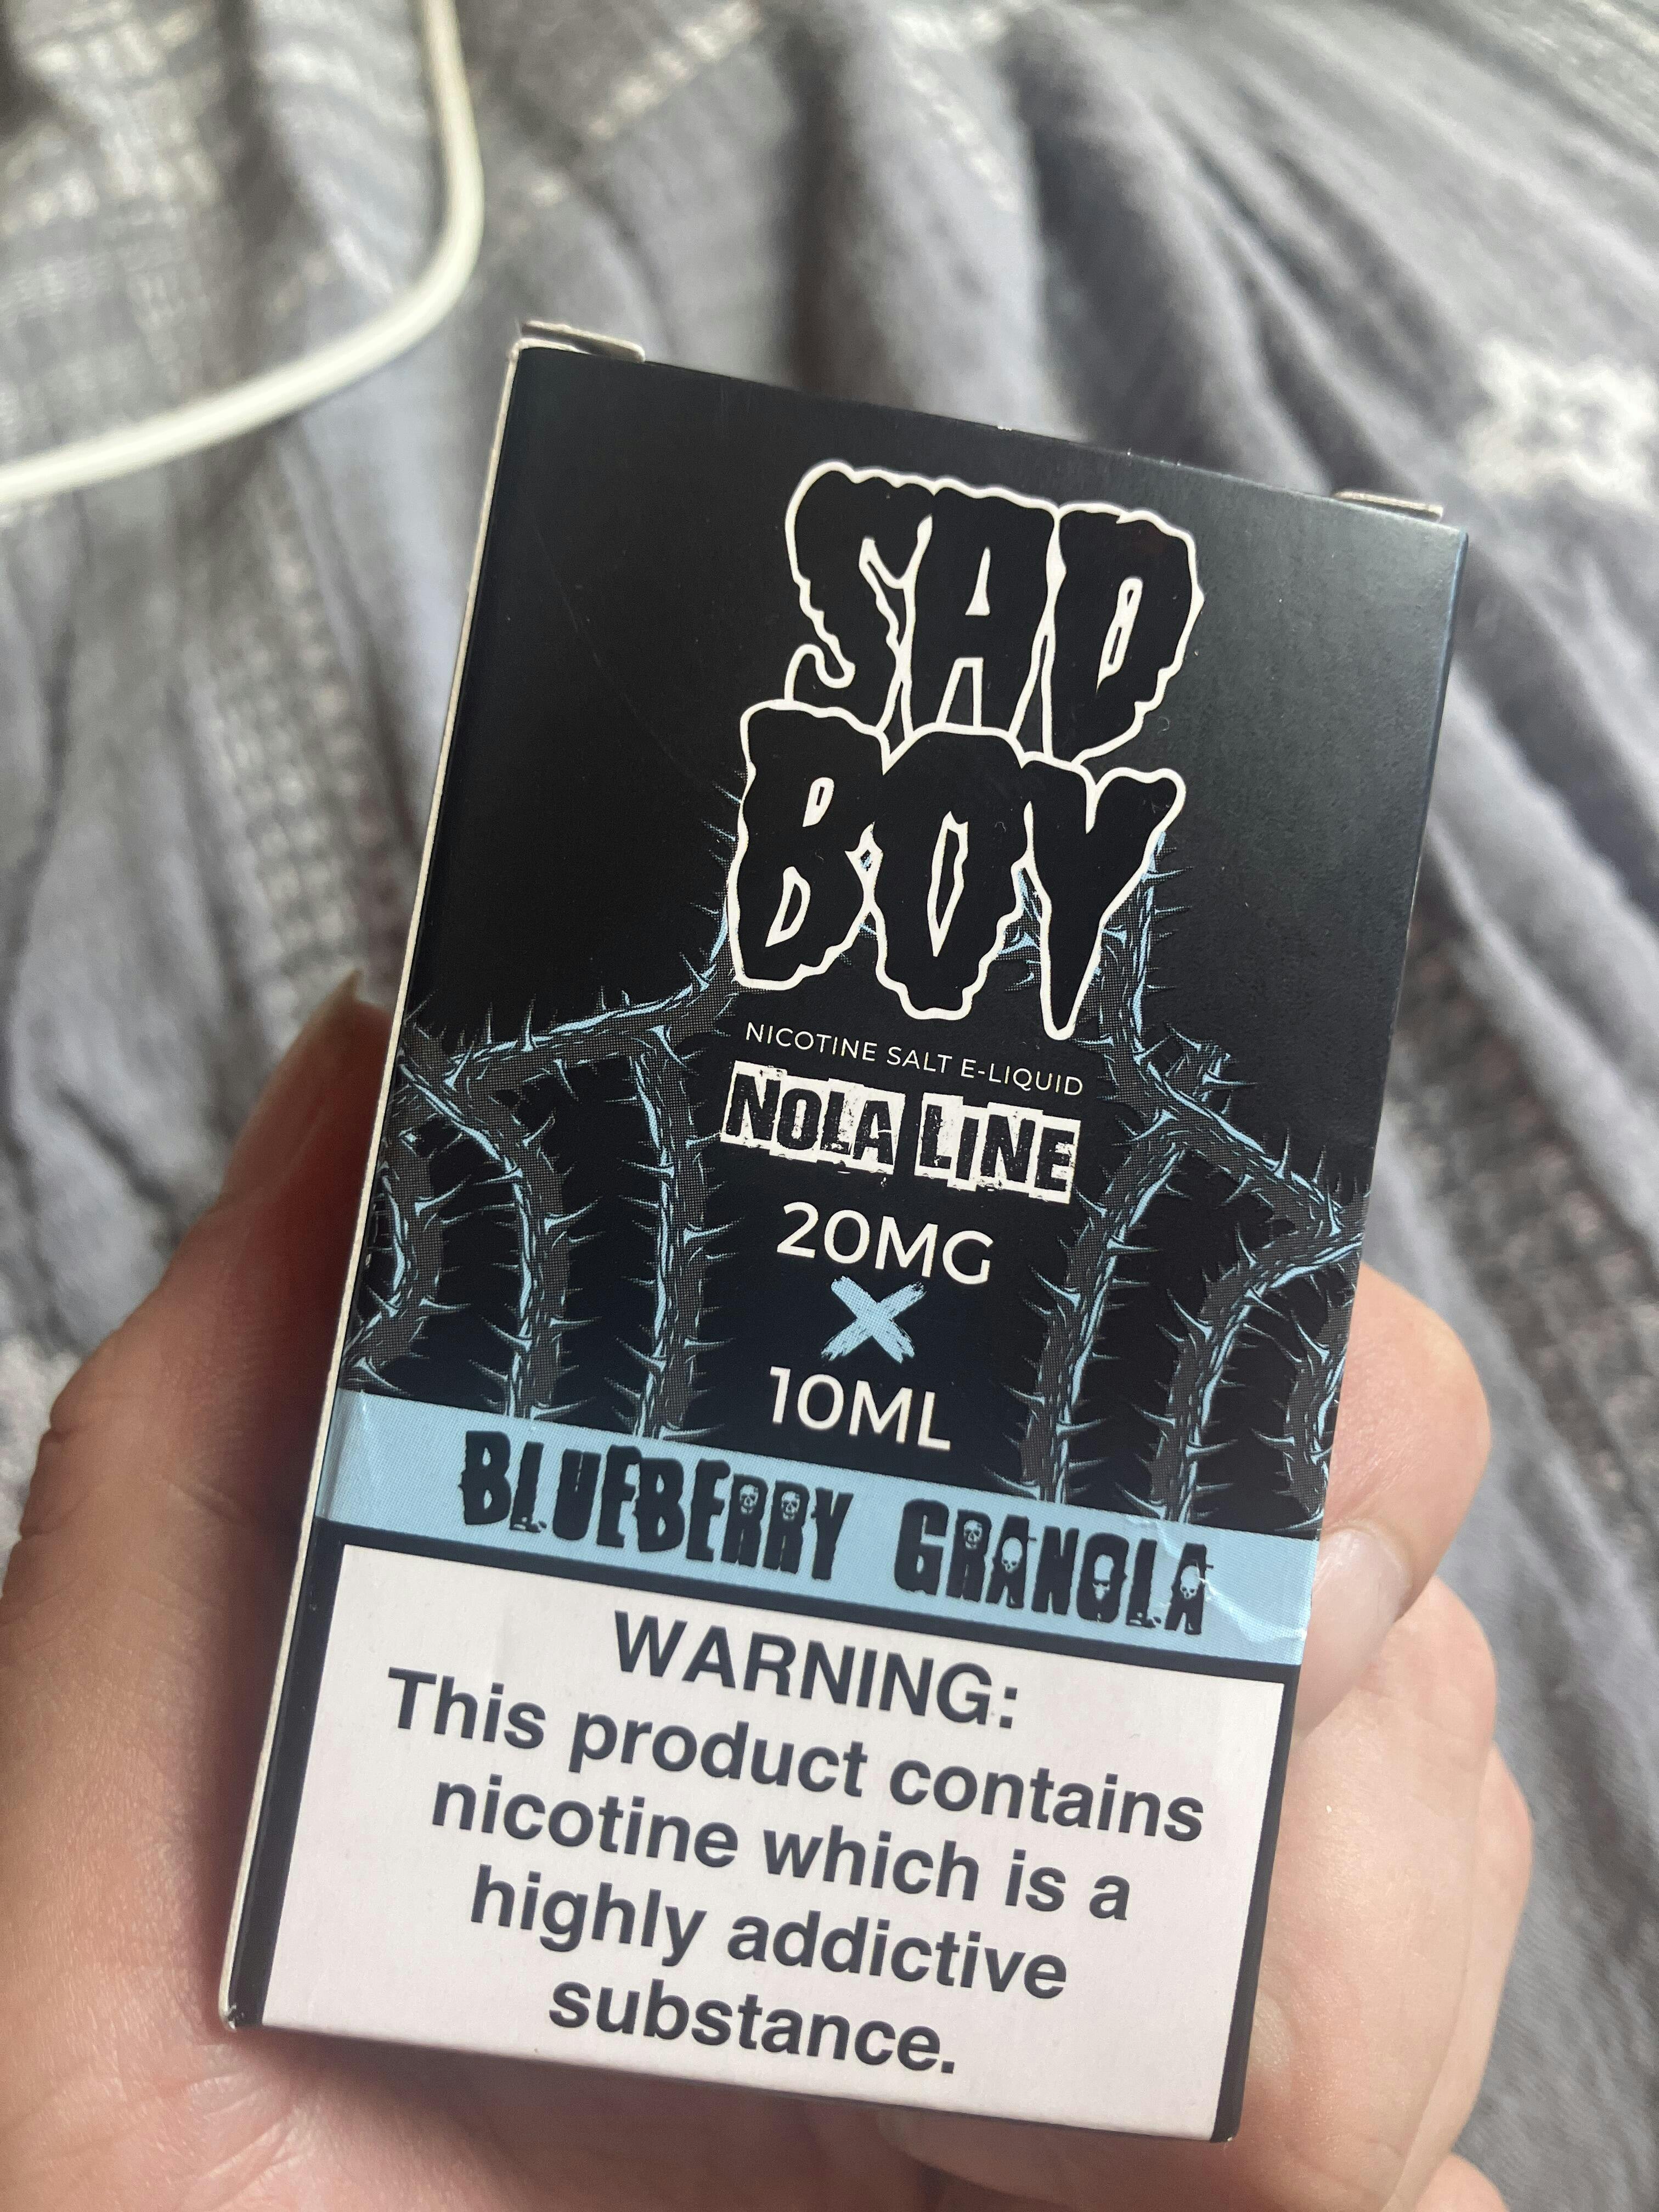 SAD
BOY
NICOTINE SALT E-LIQUID
NOLA LINE
20MG
X
10ML
BLUEBERRY GRANOLA
WARNING:
This product contains
nicotine which is a
highly addictive
substance.